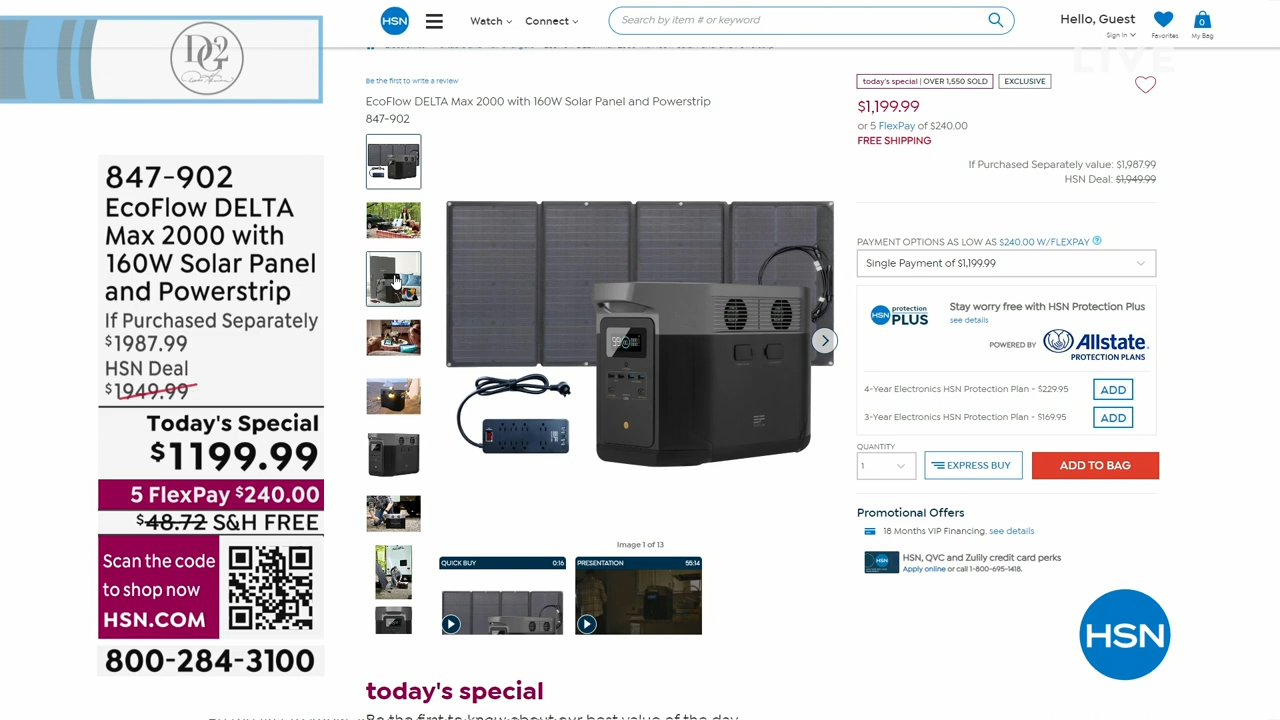 DG2
847-902
EcoFlow DELTA
Max 2000 with
160W Solar Panel
and Powerstrip
If Purchased Separately
$1987.99
HSN Deal
$1949.99
Today's Special
$1199.99
5 FlexPay $240.00
$48.72 S&H FREE
Scan the code
to shop now
HSN.COM
800-284-3100
HSN
Watch
Connect
Search by item # or keyword
Hello, Guest
Sign In
Favorites
0
My Bag
LIVE
Be the first to write a review
EcoFlow DELTA Max 2000 with 160W Solar Panel and Powerstrip
847-902
Image 1 of 13
QUICK BUY 0:16
PRESENTATION 55:14
today's special | OVER 1,550 SOLD
EXCLUSIVE
$1,199.99
or 5 FlexPay of $240.00
FREE SHIPPING
If Purchased Separately value: $1,987.99
HSN Deal: $1,949.99
PAYMENT OPTIONS AS LOW AS $240.00 W/FLEXPAY
Single Payment of $1,199.99
HSN protection PLUS
Stay worry free with HSN Protection Plus
see details
POWERED BY Allstate
PROTECTION PLANS
4-Year Electronics HSN Protection Plan - $229.95 ADD
3-Year Electronics HSN Protection Plan - $169.95 ADD
QUANTITY
1
EXPRESS BUY
ADD TO BAG
Promotional Offers
18 Months VIP Financing, see details
HSN, QVC and Zulily credit card perks
Apply online or call 1-800-695-1418.
HSN
today's special